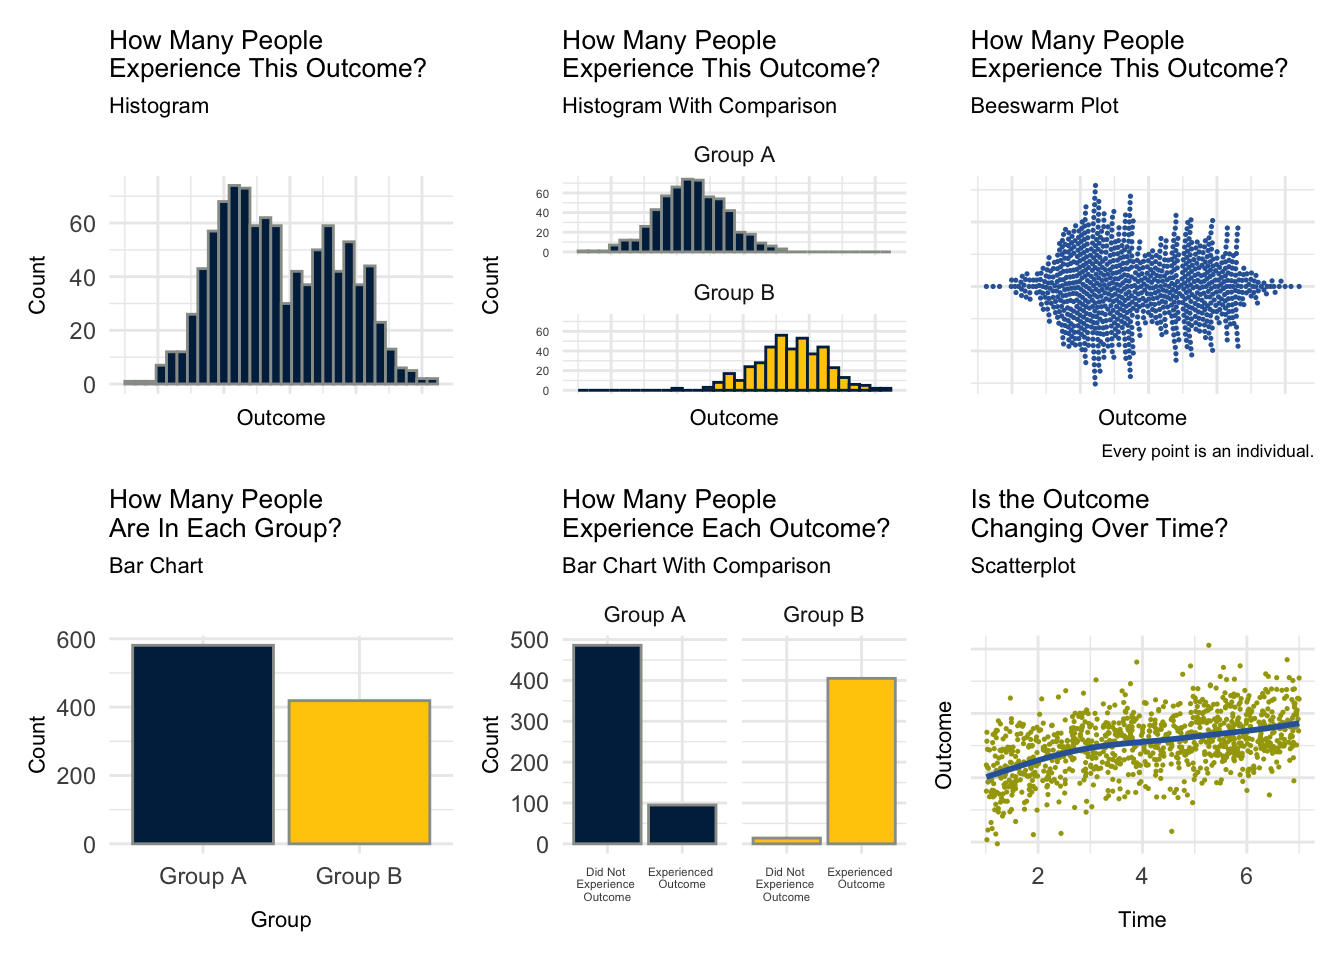 How Many People
Experience This Outcome?
Histogram
60
40
20
0
Count
Outcome
How Many People
Experience This Outcome?
Histogram With Comparison
Group A
60
40
20
0
Group B
60
40
20
0
Count
Outcome
How Many People
Experience This Outcome?
Beeswarm Plot
Outcome
Every point is an individual.
How Many People
Are In Each Group?
Bar Chart
600
400
200
0
Count
Group A
Group B
Group
How Many People
Experience Each Outcome?
Bar Chart With Comparison
Group A
Group B
500
400
300
200
100
0
Count
Did Not
Experience
Outcome
Experienced
Outcome
Did Not
Experience
Outcome
Experienced
Outcome
Is the Outcome
Changing Over Time?
Scatterplot
Outcome
2
4
6
Time